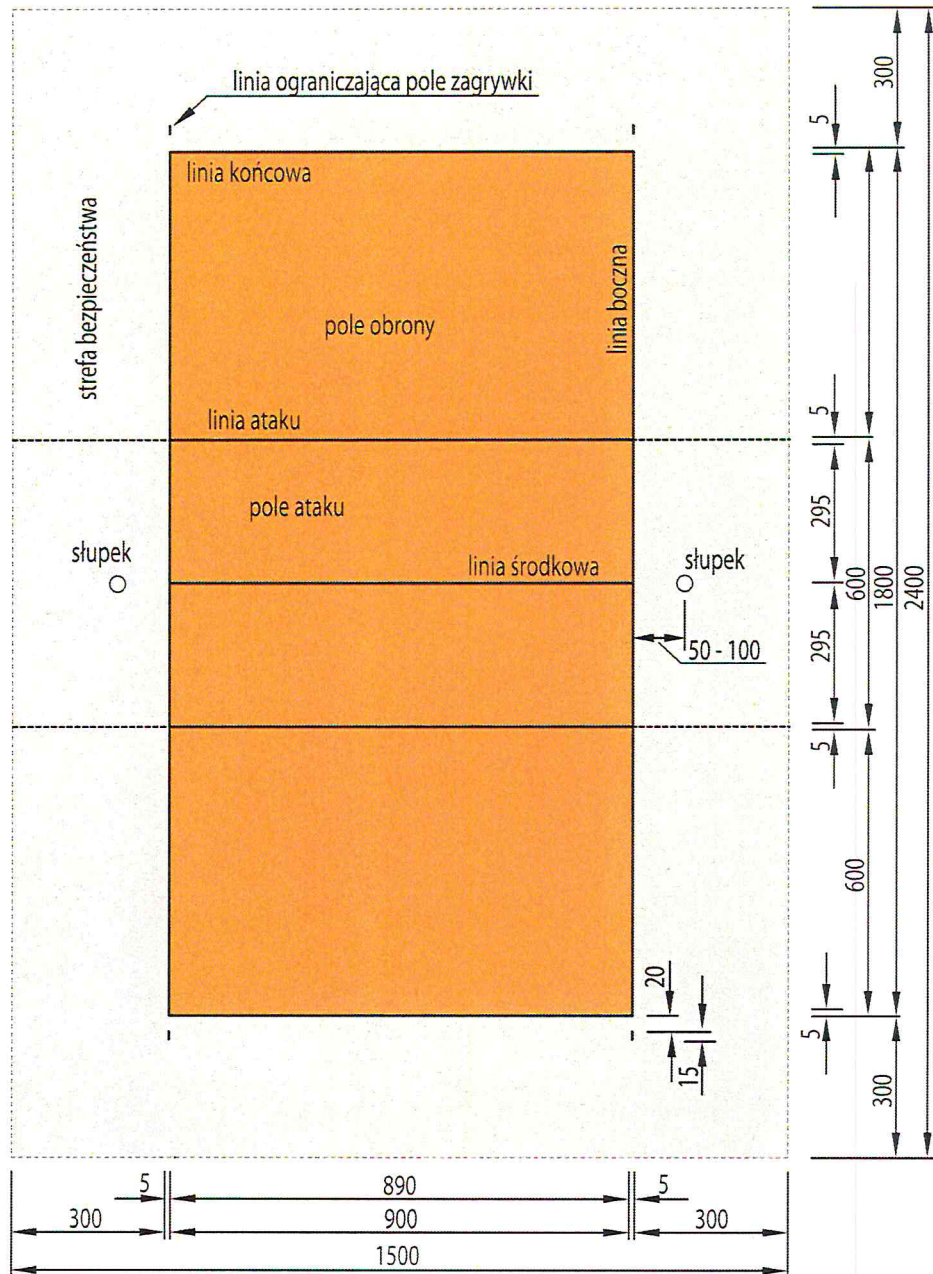 linia ograniczająca pole zagrywki
linia końcowa
strefa bezpieczeństwa
linia boczna
pole obrony
linia ataku
pole ataku
słupek
linia środkowa
słupek
50 - 100
20
15
5
300
5
295
600
1800
2400
295
5
600
5
300
5
890
5
300
900
300
1500